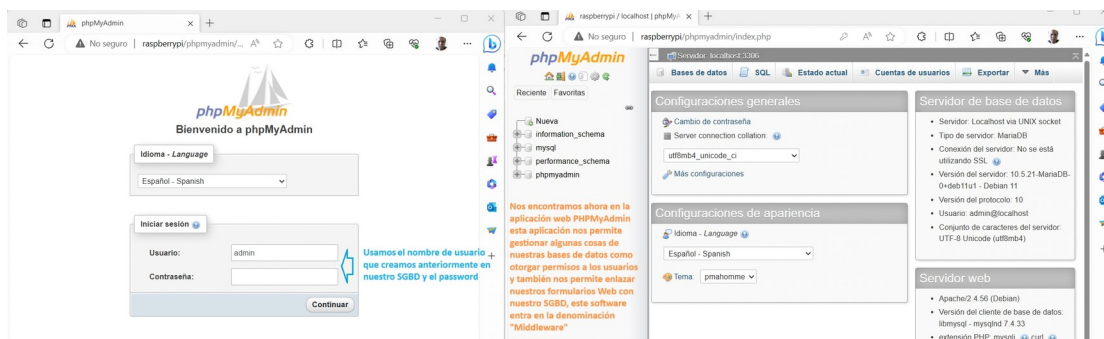 phpMyAdmin
No seguro | raspberrypi/phpmyadmin/...
phpMyAdmin
Bienvenido a phpMyAdmin
Idioma - Language
Español - Spanish
Iniciar sesión
Usuario:
admin
Contraseña:
Continuar
Usamos el nombre de usuario
que creamos anteriormente en
nuestro SGBD y el password
raspberrypi / localhost | phpMyA
No seguro | raspberrypi/phpmyadmin/index.php
phpMyAdmin
Reciente Favoritas
Nueva
information_schema
mysql
performance_schema
phpmyadmin
Nos encontramos ahora en la
aplicación web PHPMyAdmin
esta aplicación nos permite
gestionar algunas cosas de
nuestras bases de datos como
otorgar permisos a los usuarios
y también nos permite enlazar
nuestros formularios Web con
nuestro SGBD, este software
entra en la denominación
"Middleware"
Servidor: localhost:3306
Bases de datos SQL Estado actual Cuentas de usuarios Exportar Más
Configuraciones generales
Cambio de contraseña
Server connection collation:
utf8mb4_unicode_ci
Más configuraciones
Configuraciones de apariencia
Idioma - Language
Español - Spanish
Tema: pmahomme
Servidor de base de datos
• Servidor: Localhost via UNIX socket
• Tipo de servidor: MariaDB
• Conexión del servidor: No se está
utilizando SSL
• Versión del servidor: 10.5.21-MariaDB-
0+deb11u1 - Debian 11
• Versión del protocolo: 10
• Usuario: admin@localhost
• Conjunto de caracteres del servidor:
UTF-8 Unicode (utf8mb4)
Servidor web
• Apache/2.4.56 (Debian)
• Versión del cliente de base de datos:
libmysql - mysqlnd 7.4.33
• extensión PHP: mysqli curl